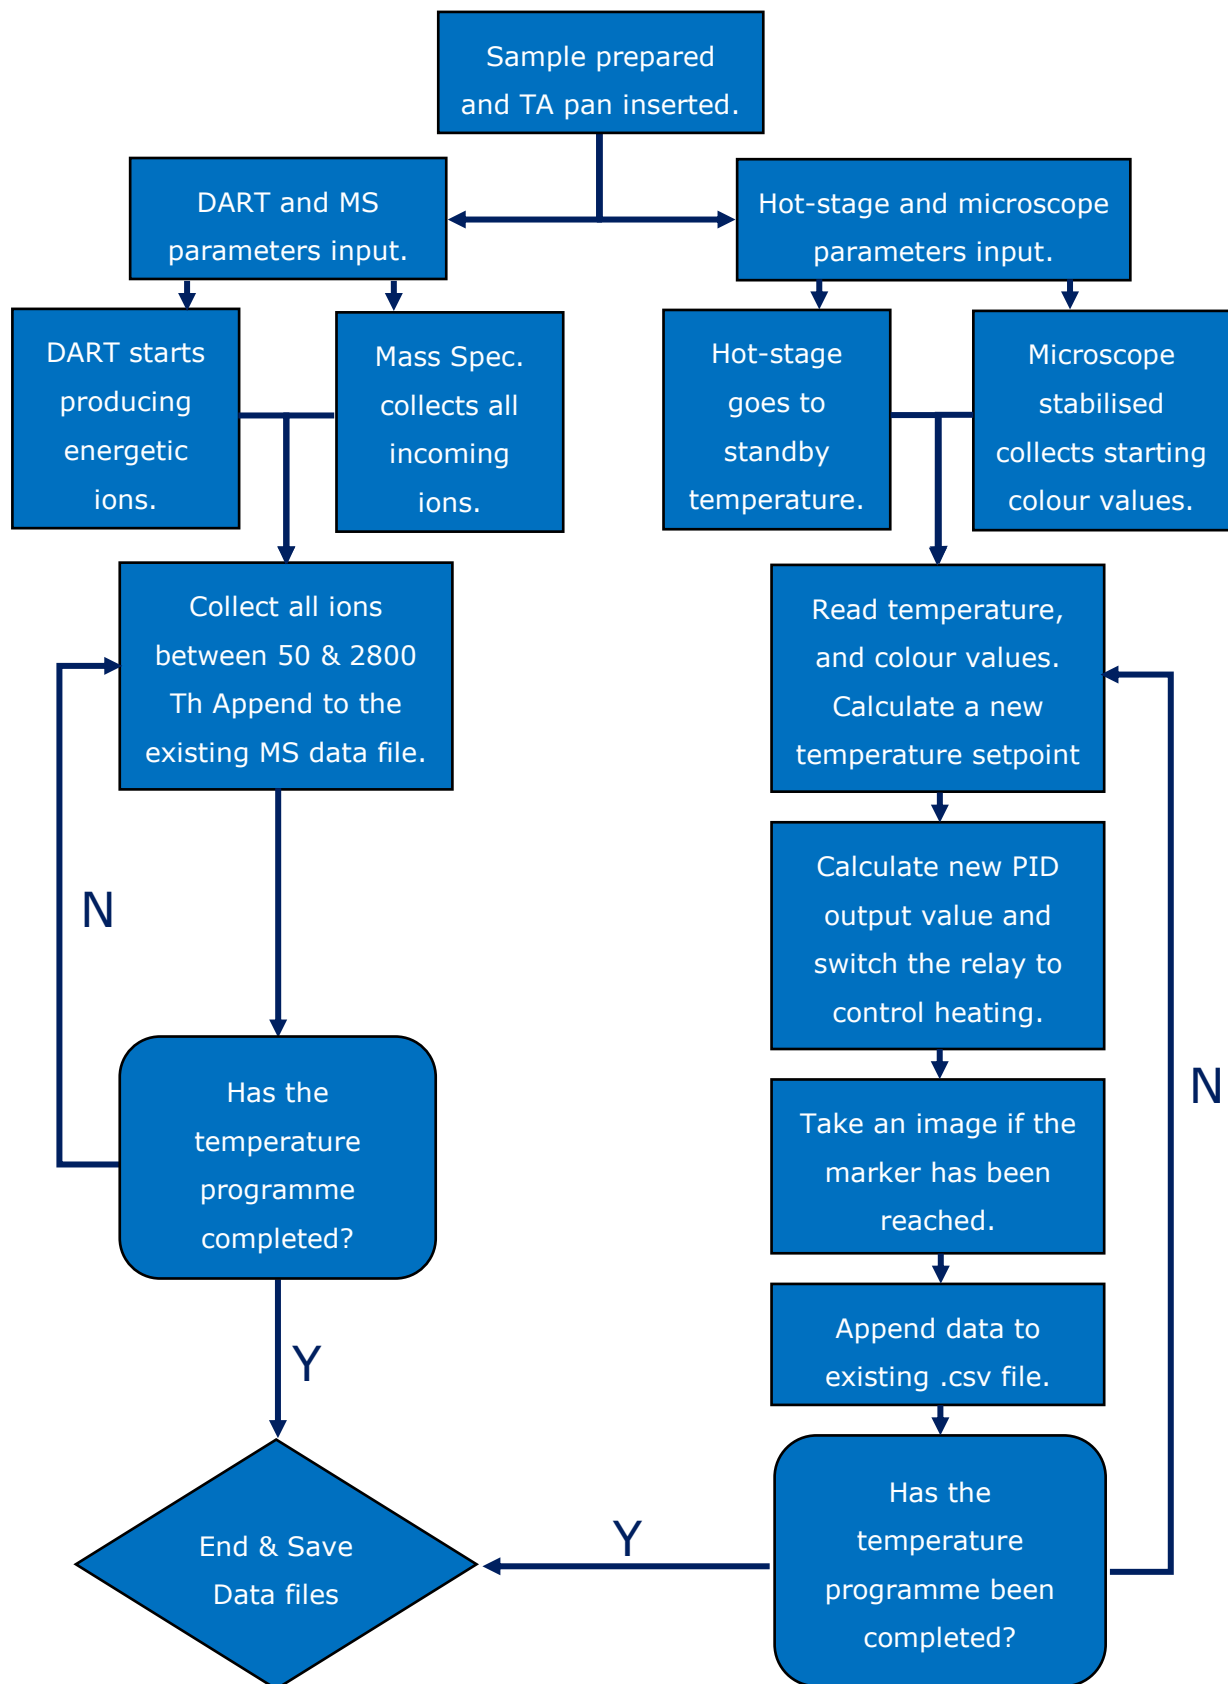 Sample prepared
and TA pan inserted.
DART and MS
parameters input.
Hot-stage and microscope
parameters input.
DART starts
producing
energetic
ions.
Mass Spec.
collects all
incoming
ions.
Hot-stage
goes to
standby
temperature.
Microscope
stabilised
collects starting
colour values.
Collect all ions
between 50 & 2800
Th Append to the
existing MS data file.
Read temperature,
and colour values.
Calculate a new
temperature setpoint
Calculate new PID
output value and
switch the relay to
control heating.
N
Has the
temperature
programme
completed?
Take an image if the
marker has been
reached.
N
Append data to
existing .csv file.
Y
Has the
temperature
programme been
completed?
Y
End & Save
Data files